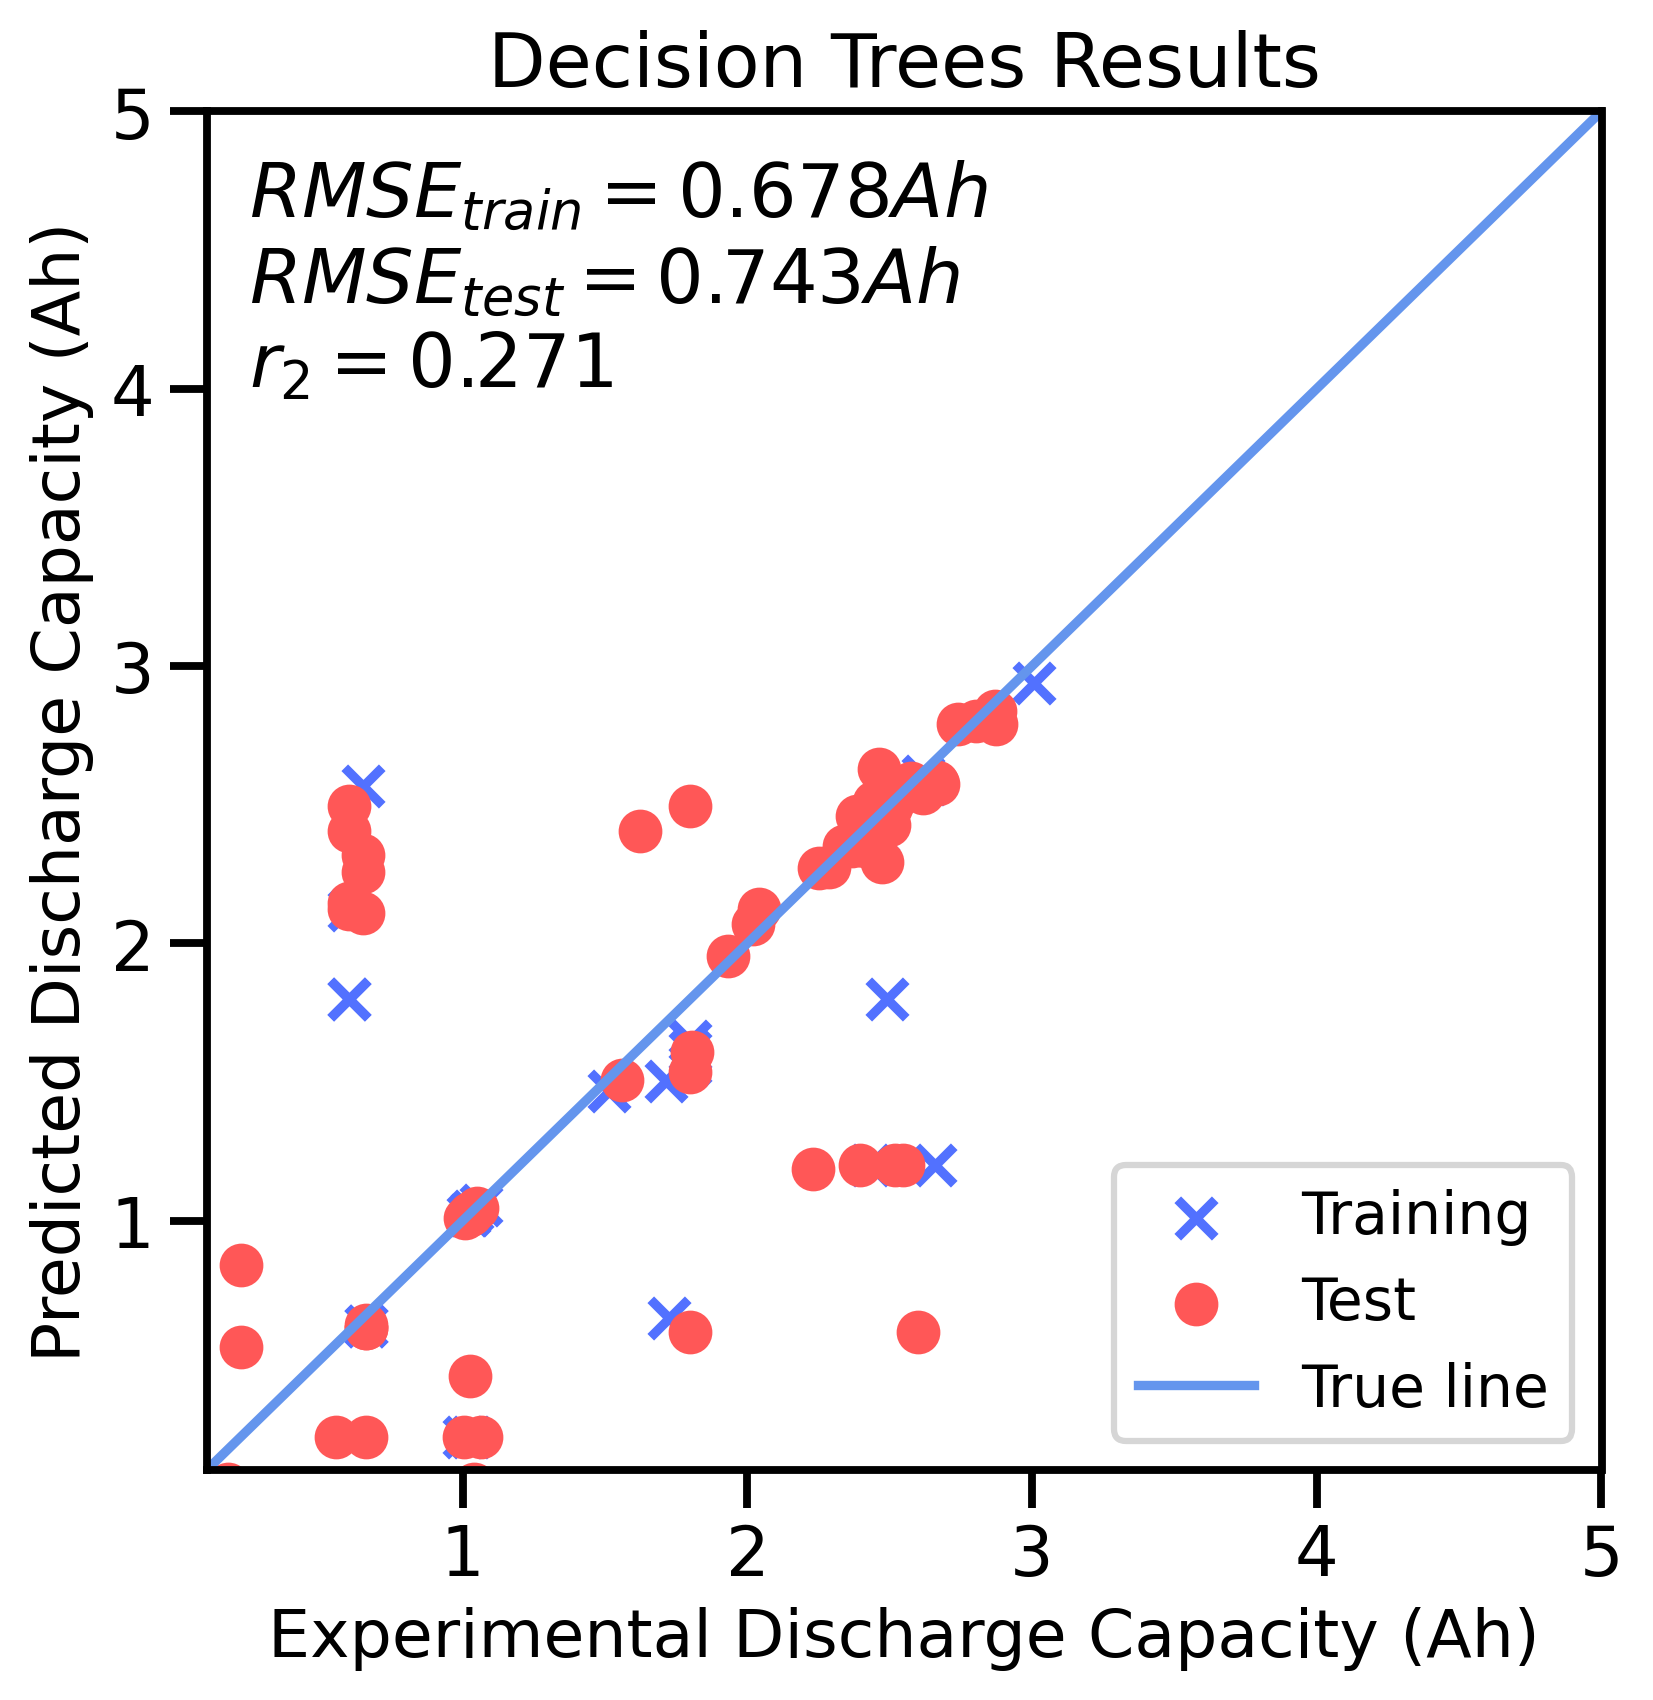 Decision Trees Results
RMSE_train = 0.678Ah
RMSE_test = 0.743Ah
r_2 = 0.271
Predicted Discharge Capacity (Ah)
5
4
3
2
1
Training
Test
True line
1 2 3 4 5
Experimental Discharge Capacity (Ah)